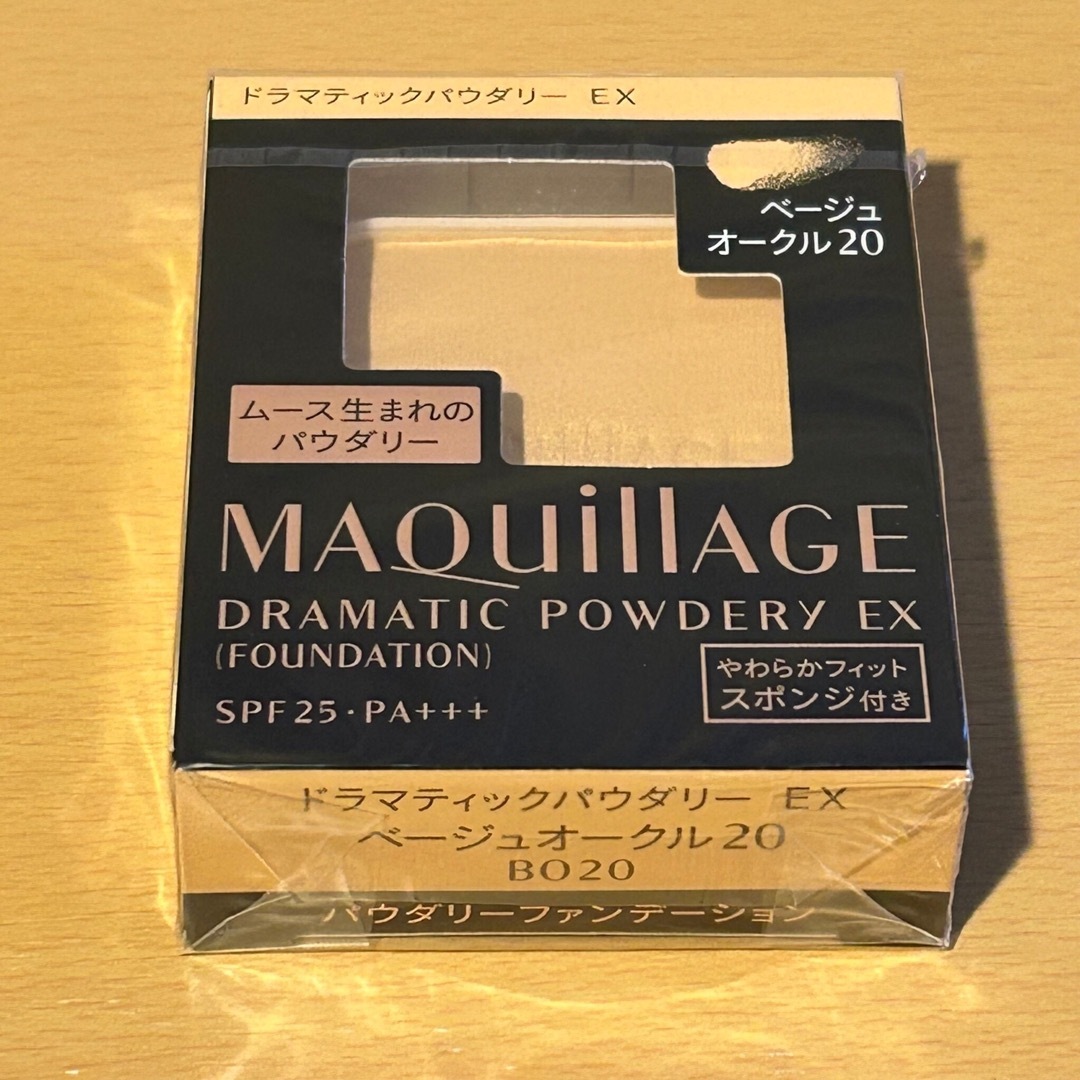 ドラマティックパウダリー EX
ベージュ
オークル20
ムース生まれの
パウダリー
MAQuillAGE
DRAMATIC POWDERY EX
(FOUNDATION)
SPF25・PA+++
やわらかフィット
スポンジ付き
ドラマティックパウダリー EX
ベージュオークル20
BO20
パウダリーファンデーション